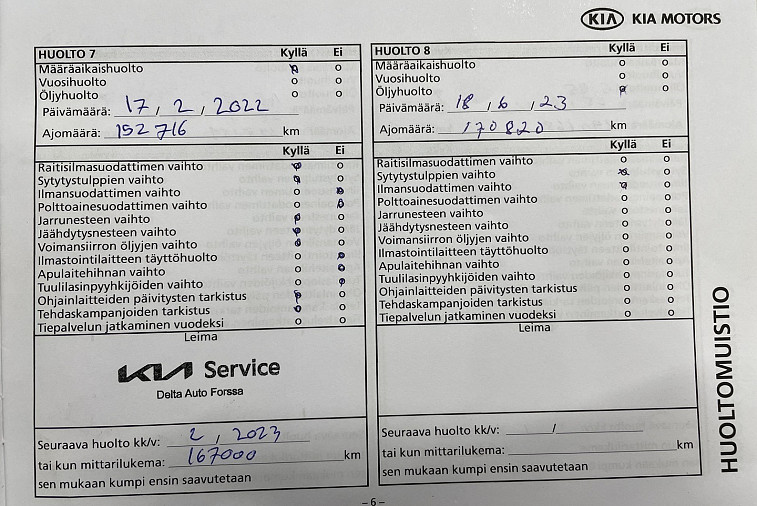 KIA KIA MOTORS
HUOLTO 7 Kyllä Ei
Määräaikaishuolto o o
Vuosihuolto o o
Öljyhuolto o o
Päivämäärä: 17, 2, 2022
Ajomäärä: 152 716 km
Kyllä Ei
Raitisilmasuodattimen vaihto o o
Sytytystulppien vaihto o o
Ilmansuodattimen vaihto o o
Polttoainesuodattimen vaihto o o
Jarrunesteen vaihto o o
Jäähdytysnesteen vaihto o o
Voimansiirron öljyjen vaihto o o
Ilmastointilaitteen täyttöhuolto o o
Apulaitehihnan vaihto o o
Tuulilasinpyyhkijöiden vaihto o o
Ohjainlaitteiden päivitysten tarkistus o o
Tehdaskampanjoiden tarkistus o o
Tiepalvelun jatkaminen vuodeksi o o
Leima
KIA Service
Delta Auto Forssa
Seuraava huolto kk/v: 2, 2023
tai kun mittarilukema: 167000 km
sen mukaan kumpi ensin saavutetaan
HUOLTO 8 Kyllä Ei
Määräaikaishuolto o o
Vuosihuolto o o
Öljyhuolto o o
Päivämäärä: 18, 6, 23
Ajomäärä: 170820 km
Kyllä Ei
Raitisilmasuodattimen vaihto o o
Sytytystulppien vaihto x o
Ilmansuodattimen vaihto o o
Polttoainesuodattimen vaihto o o
Jarrunesteen vaihto o o
Jäähdytysnesteen vaihto o o
Voimansiirron öljyjen vaihto o o
Ilmastointilaitteen täyttöhuolto o o
Apulaitehihnan vaihto o o
Tuulilasinpyyhkijöiden vaihto o o
Ohjainlaitteiden päivitysten tarkistus o o
Tehdaskampanjoiden tarkistus o o
Tiepalvelun jatkaminen vuodeksi o o
Leima
Seuraava huolto kk/v: /
tai kun mittarilukema: km
sen mukaan kumpi ensin saavutetaan
HUOLTOMUISTIO
– 6 –